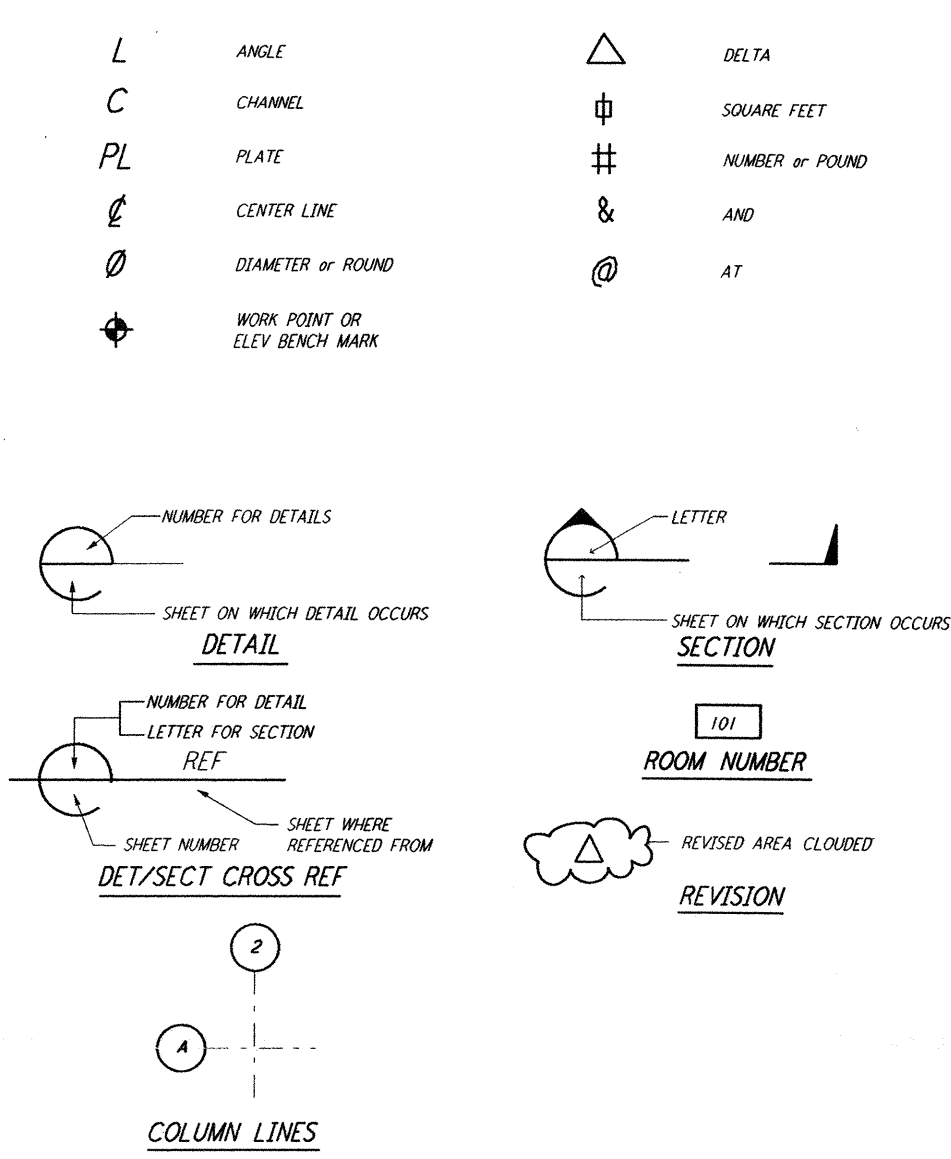 L ANGLE
C CHANNEL
PL PLATE
℄ CENTER LINE
Ø DIAMETER or ROUND
WORK POINT OR
ELEV BENCH MARK
△ DELTA
SQUARE FEET
# NUMBER or POUND
& AND
@ AT
NUMBER FOR DETAILS
SHEET ON WHICH DETAIL OCCURS
DETAIL
LETTER
SHEET ON WHICH SECTION OCCURS
SECTION
NUMBER FOR DETAIL
LETTER FOR SECTION
REF
SHEET NUMBER
SHEET WHERE
REFERENCED FROM
DET/SECT CROSS REF
101
ROOM NUMBER
REVISED AREA CLOUDED
REVISION
2
A
COLUMN LINES